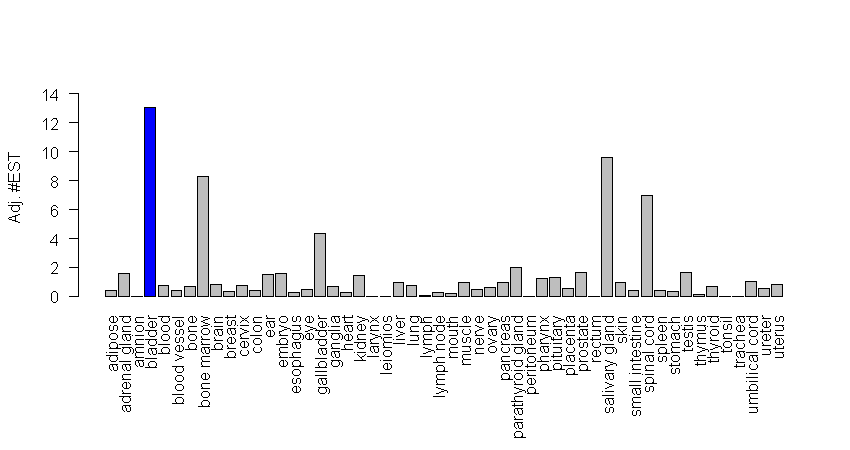 14
12
10
8
6
4
2
0
Adj. #EST
adipose
adrenal gland
amnion
bladder
blood
blood vessel
bone
bone marrow
brain
breast
cervix
colon
ear
embryo
esophagus
eye
gallbladder
ganglia
heart
kidney
larynx
leiomios
liver
lung
lymph
lymph node
mouth
muscle
nerve
ovary
pancreas
parathyroid gland
peritoneum
pharynx
pituitary
placenta
prostate
rectum
salivary gland
skin
small intestine
spinal cord
spleen
stomach
testis
thymus
thyroid
tonsil
trachea
umbilical cord
ureter
uterus